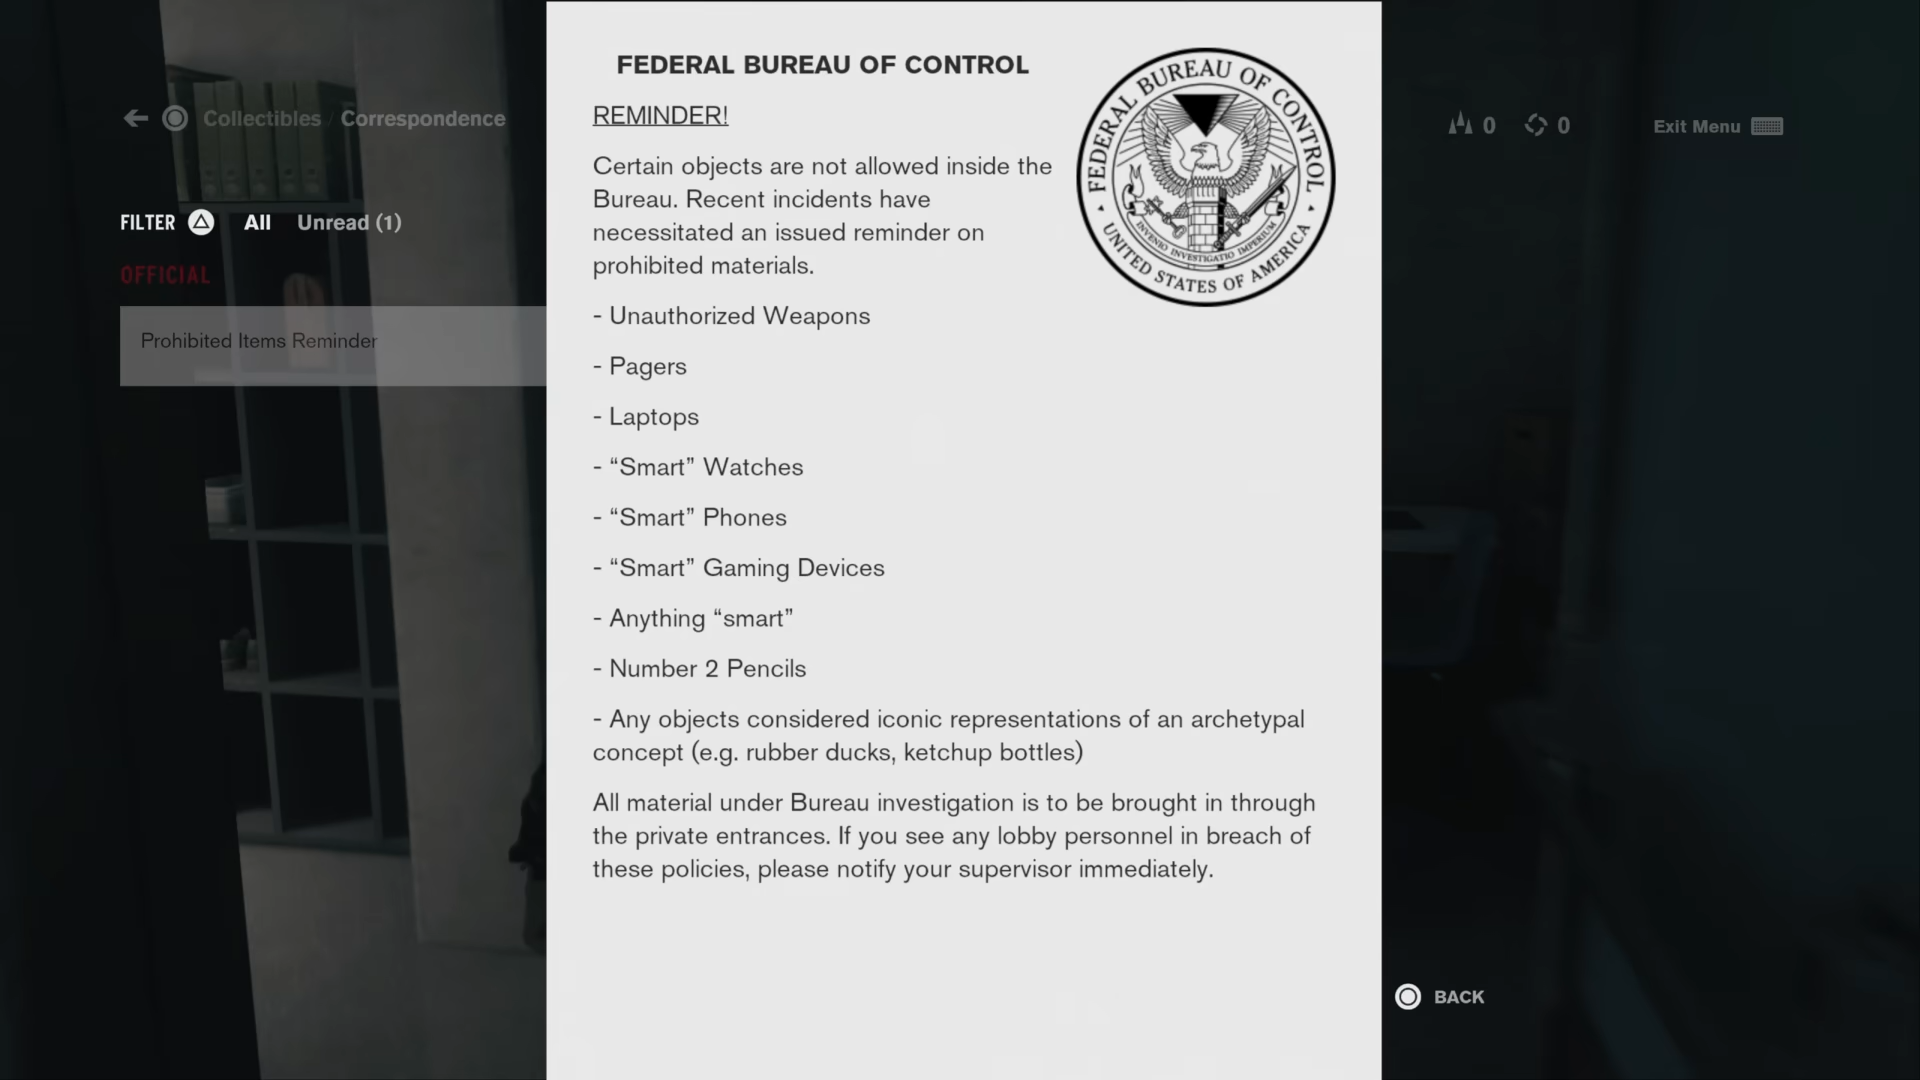 FEDERAL BUREAU OF CONTROL
REMINDER!
Certain objects are not allowed inside the
Bureau. Recent incidents have
necessitated an issued reminder on
prohibited materials.
- Unauthorized Weapons
- Pagers
- Laptops
- “Smart” Watches
- “Smart” Phones
- “Smart” Gaming Devices
- Anything “smart”
- Number 2 Pencils
- Any objects considered iconic representations of an archetypal
concept (e.g. rubber ducks, ketchup bottles)
All material under Bureau investigation is to be brought in through
the private entrances. If you see any lobby personnel in breach of
these policies, please notify your supervisor immediately.
FEDERAL BUREAU OF CONTROL
UNITED STATES OF AMERICA
INVENIO INVESTIGATIO IMPERIUM
Collectibles / Correspondence
FILTER All Unread (1)
OFFICIAL
Prohibited Items Reminder
0 0 Exit Menu
BACK